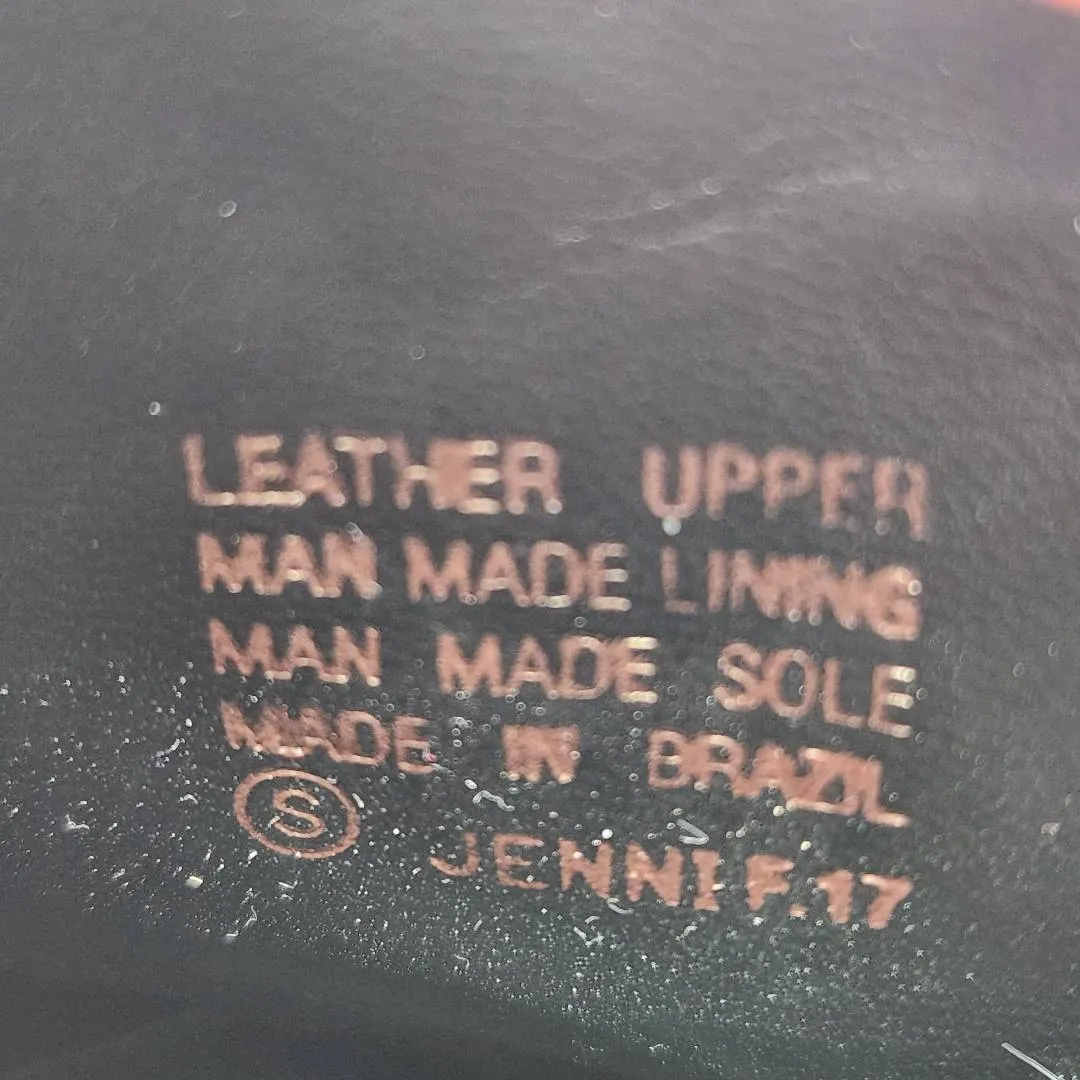 LEATHER UPPER
MAN MADE LINING
MAN MADE SOLE
MADE IN BRAZIL
Ⓢ JENNI F.17